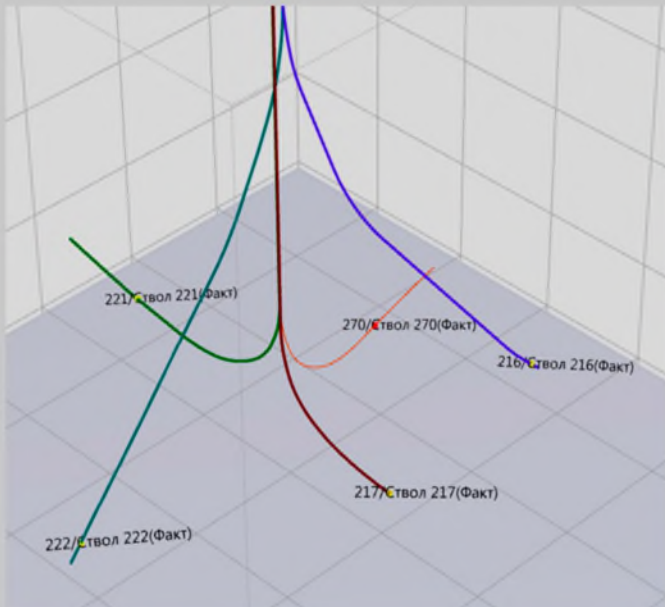 221/Ствол 221(Факт)
270/Ствол 270(Факт)
216/Ствол 216(Факт)
217/Ствол 217(Факт)
222/Ствол 222(Факт)